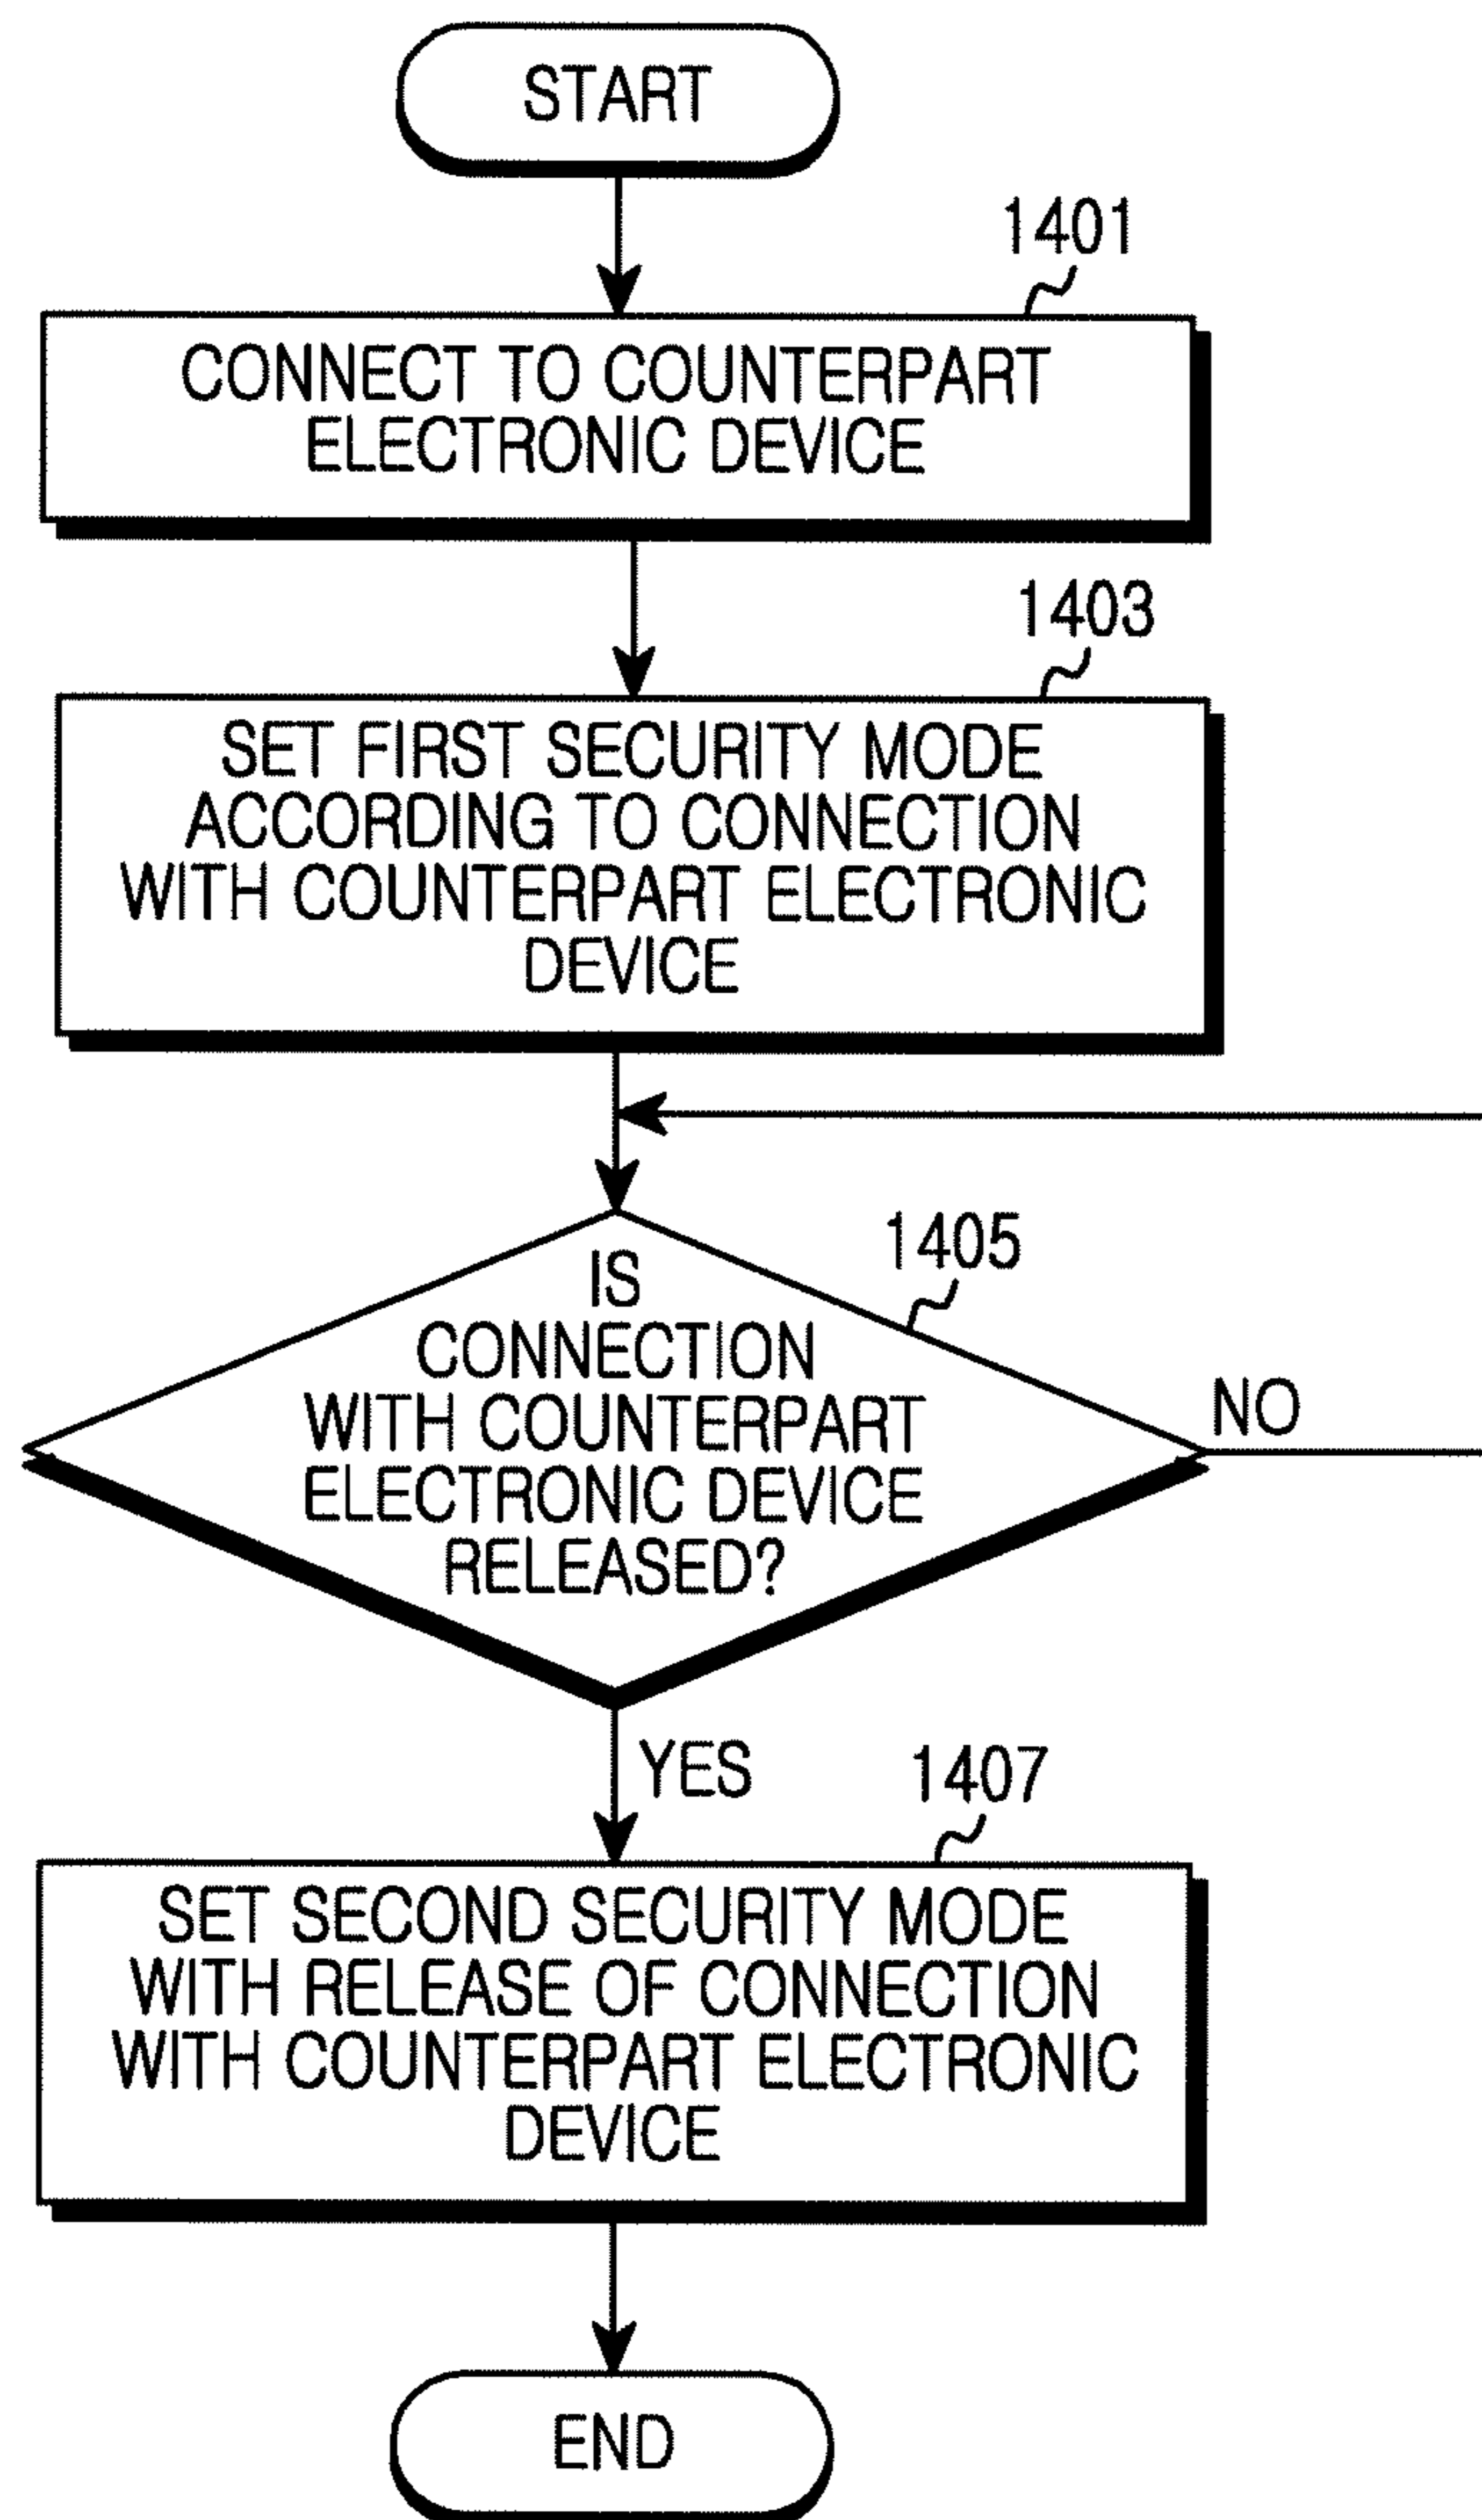 START
1401
CONNECT TO COUNTERPART
ELECTRONIC DEVICE
1403
SET FIRST SECURITY MODE
ACCORDING TO CONNECTION
WITH COUNTERPART ELECTRONIC
DEVICE
1405
IS
CONNECTION
WITH COUNTERPART
ELECTRONIC DEVICE
RELEASED?
NO
YES
1407
SET SECOND SECURITY MODE
WITH RELEASE OF CONNECTION
WITH COUNTERPART ELECTRONIC
DEVICE
END